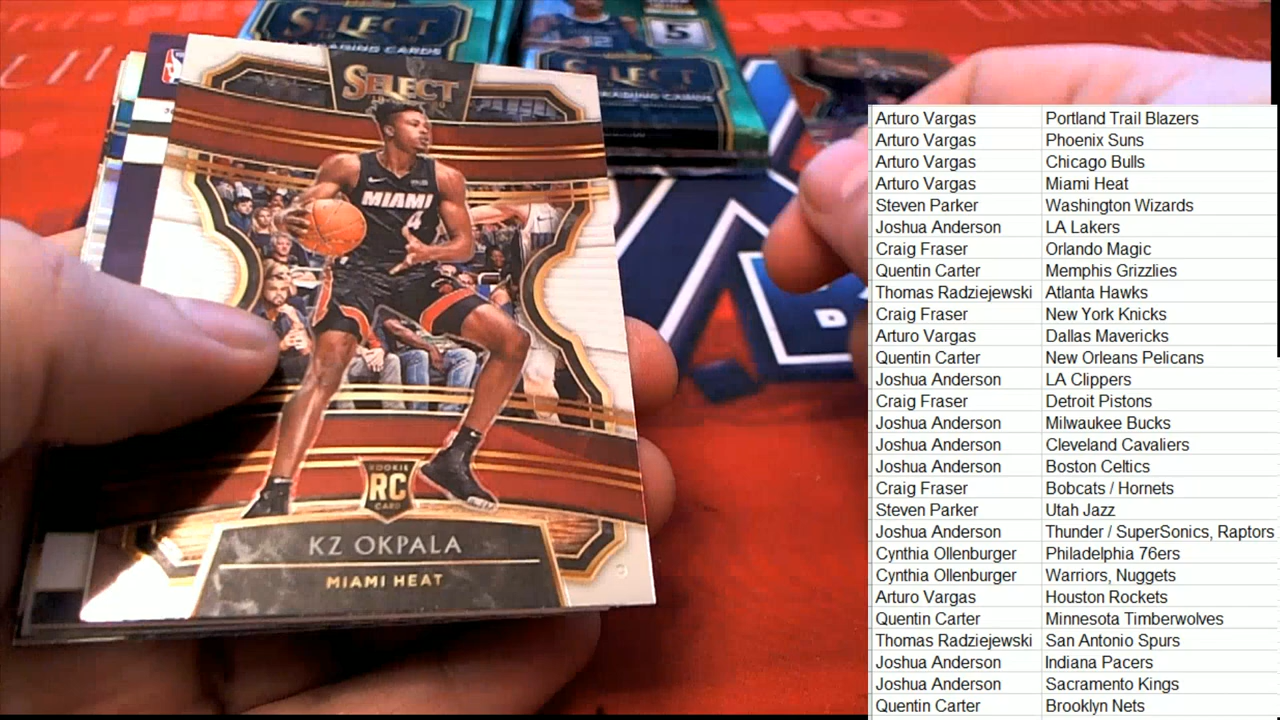 SELECT
TRADING CARDS
5
SELECT
TRADING CARDS
SELECT
MIAMI
4
ROOKIE
RC
CARD
KZ OKPALA
MIAMI HEAT
Arturo Vargas Portland Trail Blazers
Arturo Vargas Phoenix Suns
Arturo Vargas Chicago Bulls
Arturo Vargas Miami Heat
Steven Parker Washington Wizards
Joshua Anderson LA Lakers
Craig Fraser Orlando Magic
Quentin Carter Memphis Grizzlies
Thomas Radziejewski Atlanta Hawks
Craig Fraser New York Knicks
Arturo Vargas Dallas Mavericks
Quentin Carter New Orleans Pelicans
Joshua Anderson LA Clippers
Craig Fraser Detroit Pistons
Joshua Anderson Milwaukee Bucks
Joshua Anderson Cleveland Cavaliers
Joshua Anderson Boston Celtics
Craig Fraser Bobcats / Hornets
Steven Parker Utah Jazz
Joshua Anderson Thunder / SuperSonics, Raptors
Cynthia Ollenburger Philadelphia 76ers
Cynthia Ollenburger Warriors, Nuggets
Arturo Vargas Houston Rockets
Quentin Carter Minnesota Timberwolves
Thomas Radziejewski San Antonio Spurs
Joshua Anderson Indiana Pacers
Joshua Anderson Sacramento Kings
Quentin Carter Brooklyn Nets